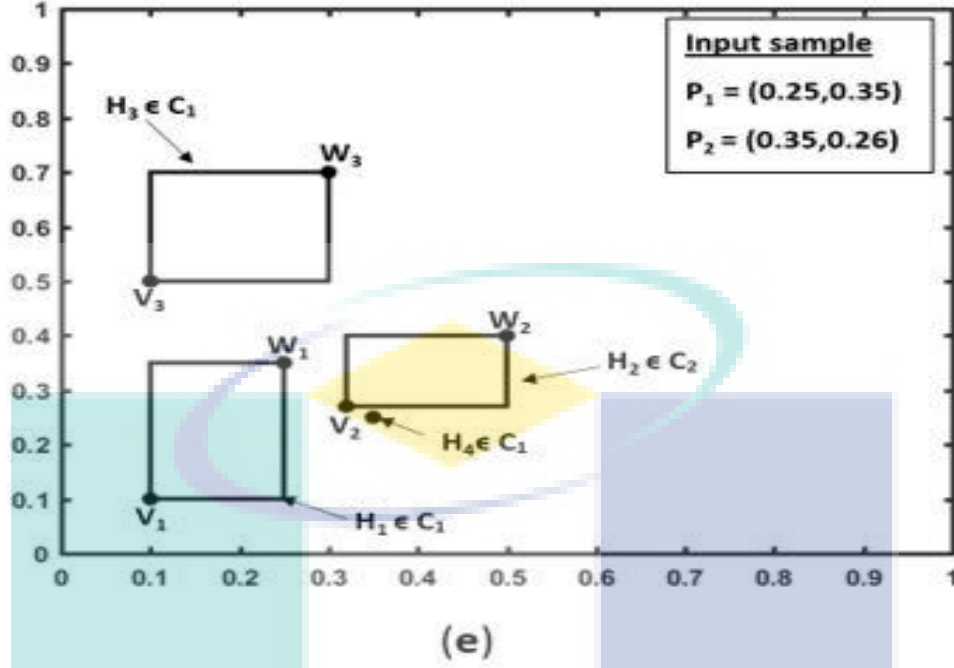 1
0.9
0.8
0.7
0.6
0.5
0.4
0.3
0.2
0.1
0
Input sample
P₁ = (0.25,0.35)
P₂ = (0.35,0.26)
H₃ ϵ C₁
W₃
V₃
W₁
W₂
H₂ ϵ C₂
V₂
H₄ ϵ C₁
V₁
H₁ ϵ C₁
0 0.1 0.2 0.3 0.4 0.5 0.6 0.7 0.8 0.9 1
(e)